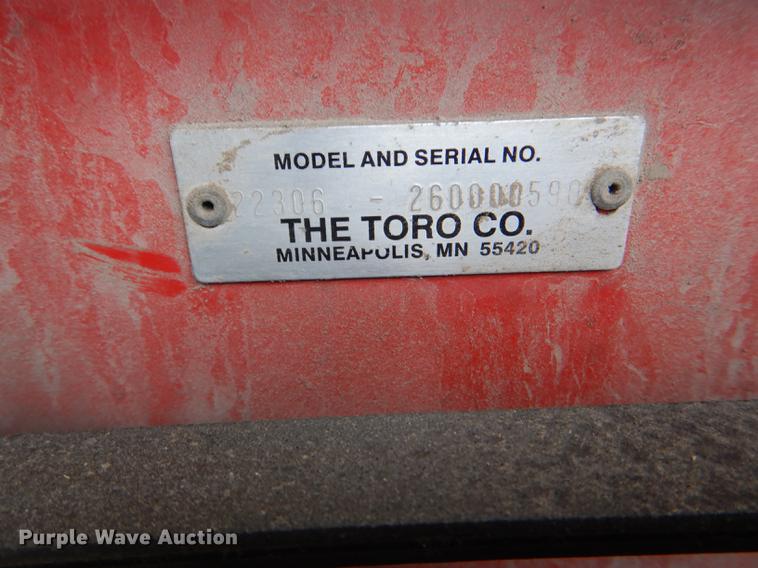 MODEL AND SERIAL NO.
22306 - 260000590
THE TORO CO.
MINNEAPOLIS, MN 55420
Purple Wave Auction